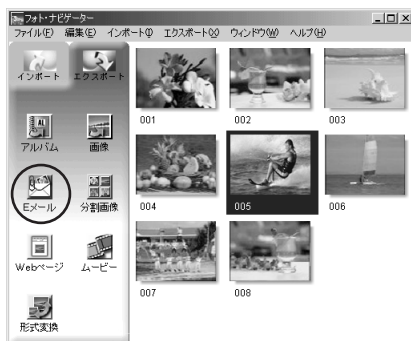 フォト・ナビゲーター
ファイル(F) 編集(E) インポート(I) エクスポート(X) ウィンドウ(W) ヘルプ(H)
インポート エクスポート
アルバム 画像
Eメール 分割画像
Webページ ムービー
形式変換
001 002 003
004 005 006
007 008